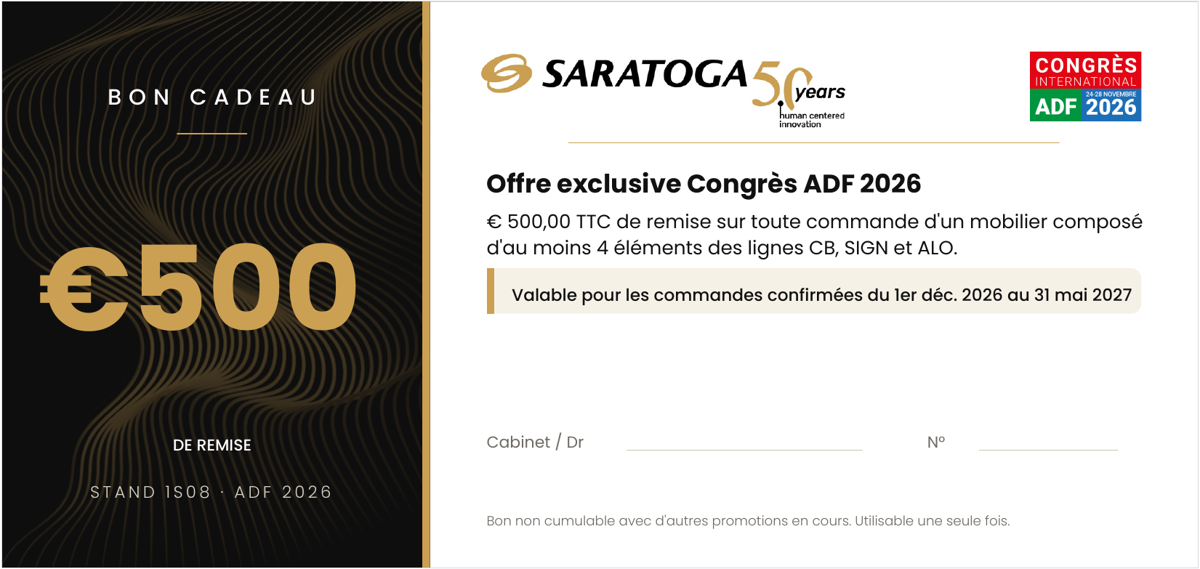 BON CADEAU
€500
DE REMISE
STAND 1S08 · ADF 2026
SARATOGA 50 years
human centered
innovation
CONGRÈS
INTERNATIONAL
24-28 NOVEMBRE
ADF 2026
Offre exclusive Congrès ADF 2026
€ 500,00 TTC de remise sur toute commande d'un mobilier composé
d'au moins 4 éléments des lignes CB, SIGN et ALO.
Valable pour les commandes confirmées du 1er déc. 2026 au 31 mai 2027
Cabinet / Dr
N°
Bon non cumulable avec d'autres promotions en cours. Utilisable une seule fois.